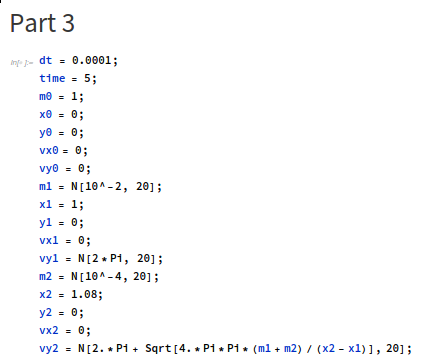 Part 3
In[•]:= dt = 0.0001;
time = 5;
m0 = 1;
x0 = 0;
y0 = 0;
vx0 = 0;
vy0 = 0;
m1 = N[10^-2, 20];
x1 = 1;
y1 = 0;
vx1 = 0;
vy1 = N[2*Pi, 20];
m2 = N[10^-4, 20];
x2 = 1.08;
y2 = 0;
vx2 = 0;
vy2 = N[2.*Pi + Sqrt[4.*Pi*Pi*(m1 + m2) / (x2 - x1)], 20];